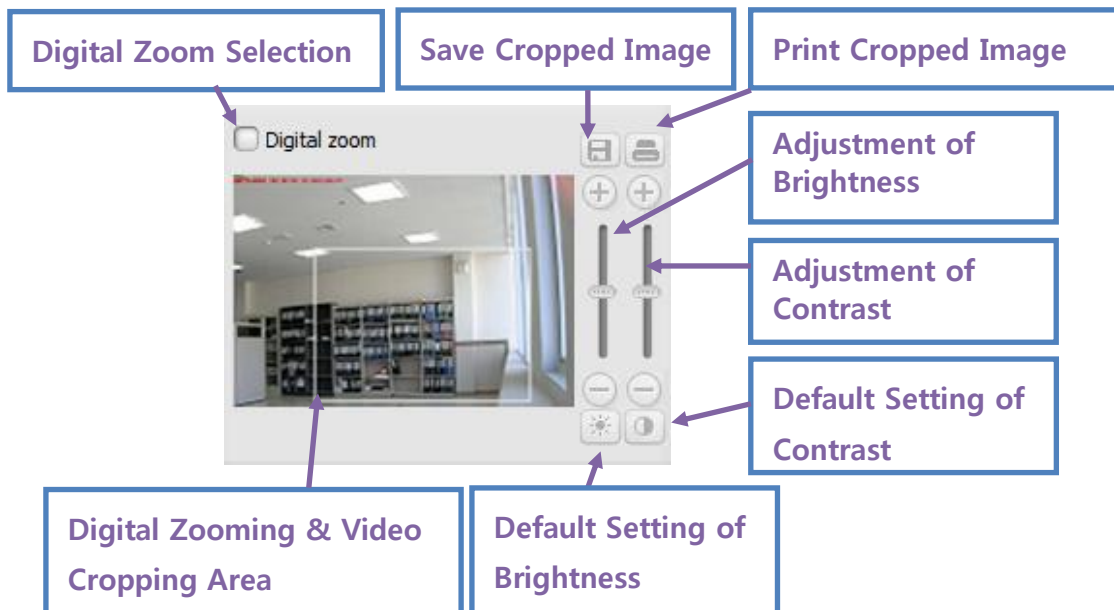 Digital Zoom Selection
Save Cropped Image
Print Cropped Image
Digital zoom
Adjustment of
Brightness
Adjustment of
Contrast
Default Setting of
Contrast
Digital Zooming & Video
Cropping Area
Default Setting of
Brightness